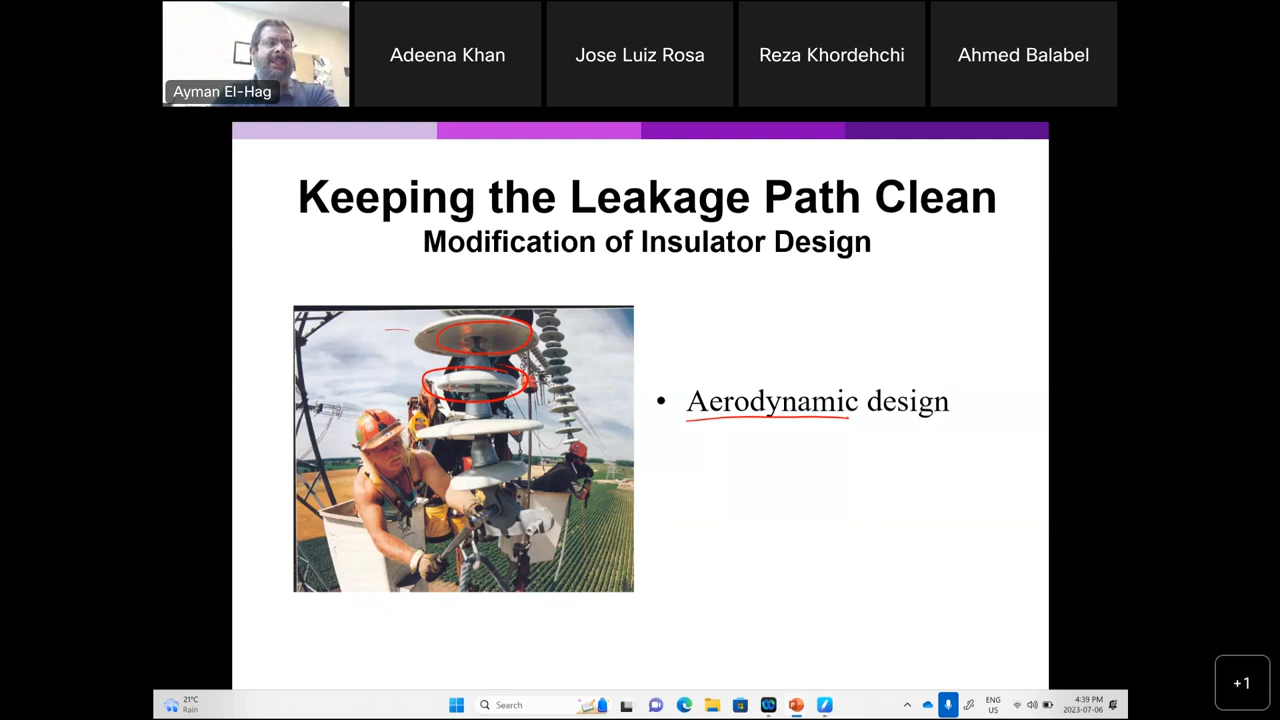 Adeena Khan
Jose Luiz Rosa
Reza Khordehchi
Ahmed Balabel
Ayman El-Hag
Keeping the Leakage Path Clean
Modification of Insulator Design
• Aerodynamic design
+1
21°C
Rain
Search
ENG
US
4:39 PM
2023-07-06